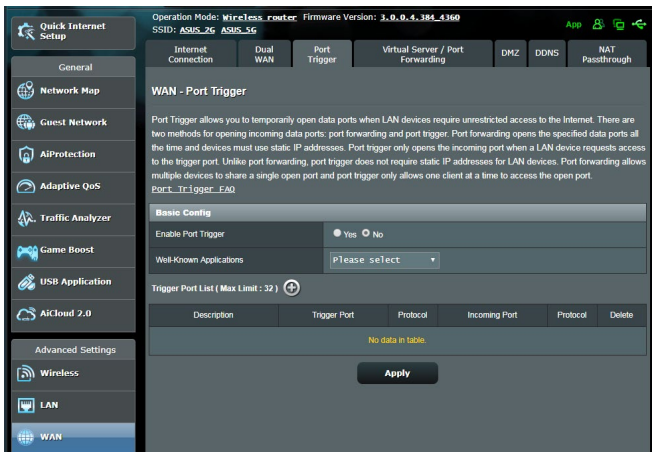 Quick Internet
Setup
General
Network Map
Guest Network
AiProtection
Adaptive QoS
Traffic Analyzer
Game Boost
USB Application
AiCloud 2.0
Advanced Settings
Wireless
LAN
WAN
Operation Mode: Wireless router Firmware Version: 3.0.0.4.384_4360
SSID: ASUS_2G ASUS_5G
App
Internet
Connection
Dual
WAN
Port
Trigger
Virtual Server / Port
Forwarding
DMZ
DDNS
NAT
Passthrough
WAN - Port Trigger
Port Trigger allows you to temporarily open data ports when LAN devices require unrestricted access to the Internet. There are
two methods for opening incoming data ports: port forwarding and port trigger. Port forwarding opens the specified data ports all
the time and devices must use static IP addresses. Port trigger only opens the incoming port when a LAN device requests access
to the trigger port. Unlike port forwarding, port trigger does not require static IP addresses for LAN devices. Port forwarding allows
multiple devices to share a single open port and port trigger only allows one client at a time to access the open port.
Port Trigger FAQ
Basic Config
Enable Port Trigger Yes No
Well-Known Applications Please select
Trigger Port List ( Max Limit : 32 )
Description Trigger Port Protocol Incoming Port Protocol Delete
No data in table.
Apply